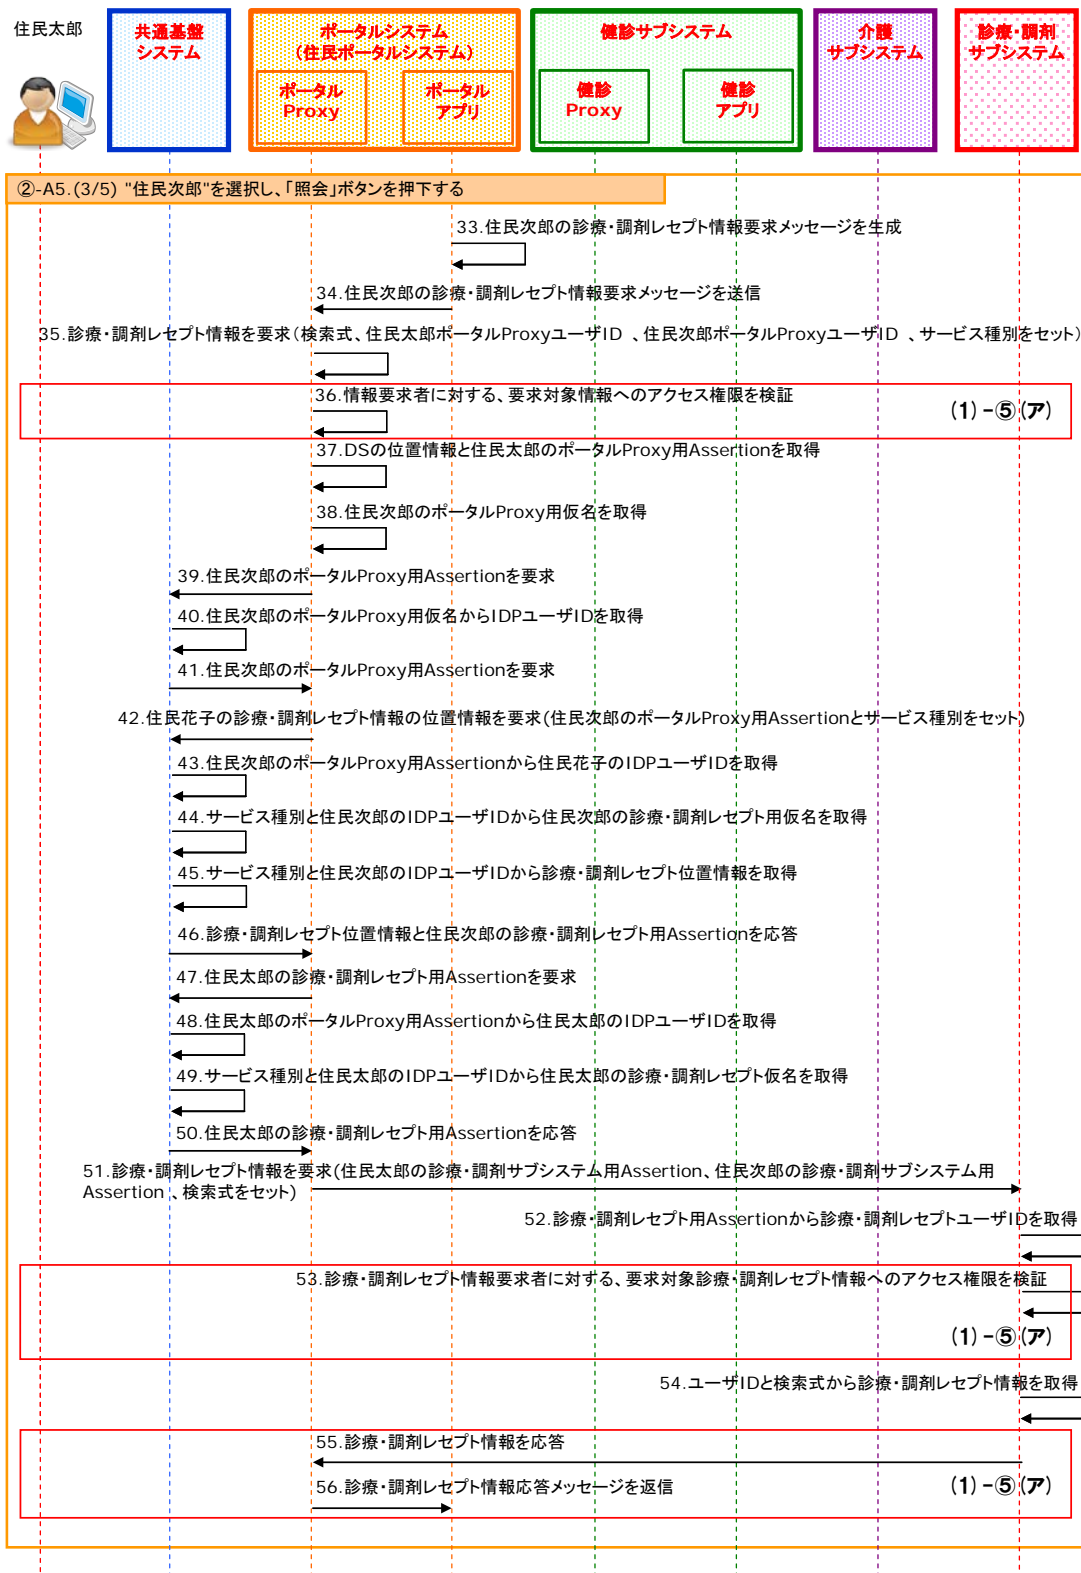 住民太郎
共通基盤
システム
ポータルシステム
(住民ポータルシステム)
ポータル
Proxy
ポータル
アプリ
健診サブシステム
健診
Proxy
健診
アプリ
介護
サブシステム
診療・調剤
サブシステム
②-A5.(3/5) "住民次郎"を選択し、「照会」ボタンを押下する
33.住民次郎の診療・調剤レセプト情報要求メッセージを生成
34.住民次郎の診療・調剤レセプト情報要求メッセージを送信
35.診療・調剤レセプト情報を要求(検索式、住民太郎ポータルProxyユーザID 、住民次郎ポータルProxyユーザID 、サービス種別をセット)
36.情報要求者に対する、要求対象情報へのアクセス権限を検証
(1)-⑤(ア)
37.DSの位置情報と住民太郎のポータルProxy用Assertionを取得
38.住民次郎のポータルProxy用仮名を取得
39.住民次郎のポータルProxy用Assertionを要求
40.住民次郎のポータルProxy用仮名からIDPユーザIDを取得
41.住民次郎のポータルProxy用Assertionを要求
42.住民花子の診療・調剤レセプト情報の位置情報を要求(住民次郎のポータルProxy用Assertionとサービス種別をセット)
43.住民次郎のポータルProxy用Assertionから住民花子のIDPユーザIDを取得
44.サービス種別と住民次郎のIDPユーザIDから住民次郎の診療・調剤レセプト用仮名を取得
45.サービス種別と住民次郎のIDPユーザIDから診療・調剤レセプト位置情報を取得
46.診療・調剤レセプト位置情報と住民次郎の診療・調剤レセプト用Assertionを応答
47.住民太郎の診療・調剤レセプト用Assertionを要求
48.住民太郎のポータルProxy用Assertionから住民太郎のIDPユーザIDを取得
49.サービス種別と住民太郎のIDPユーザIDから住民太郎の診療・調剤レセプト仮名を取得
50.住民太郎の診療・調剤レセプト用Assertionを応答
51.診療・調剤レセプト情報を要求(住民太郎の診療・調剤サブシステム用Assertion、住民次郎の診療・調剤サブシステム用
Assertion 、検索式をセット)
52.診療・調剤レセプト用Assertionから診療・調剤レセプトユーザIDを取得
53.診療・調剤レセプト情報要求者に対する、要求対象診療・調剤レセプト情報へのアクセス権限を検証
(1)-⑤(ア)
54.ユーザIDと検索式から診療・調剤レセプト情報を取得
55.診療・調剤レセプト情報を応答
56.診療・調剤レセプト情報応答メッセージを返信
(1)-⑤(ア)